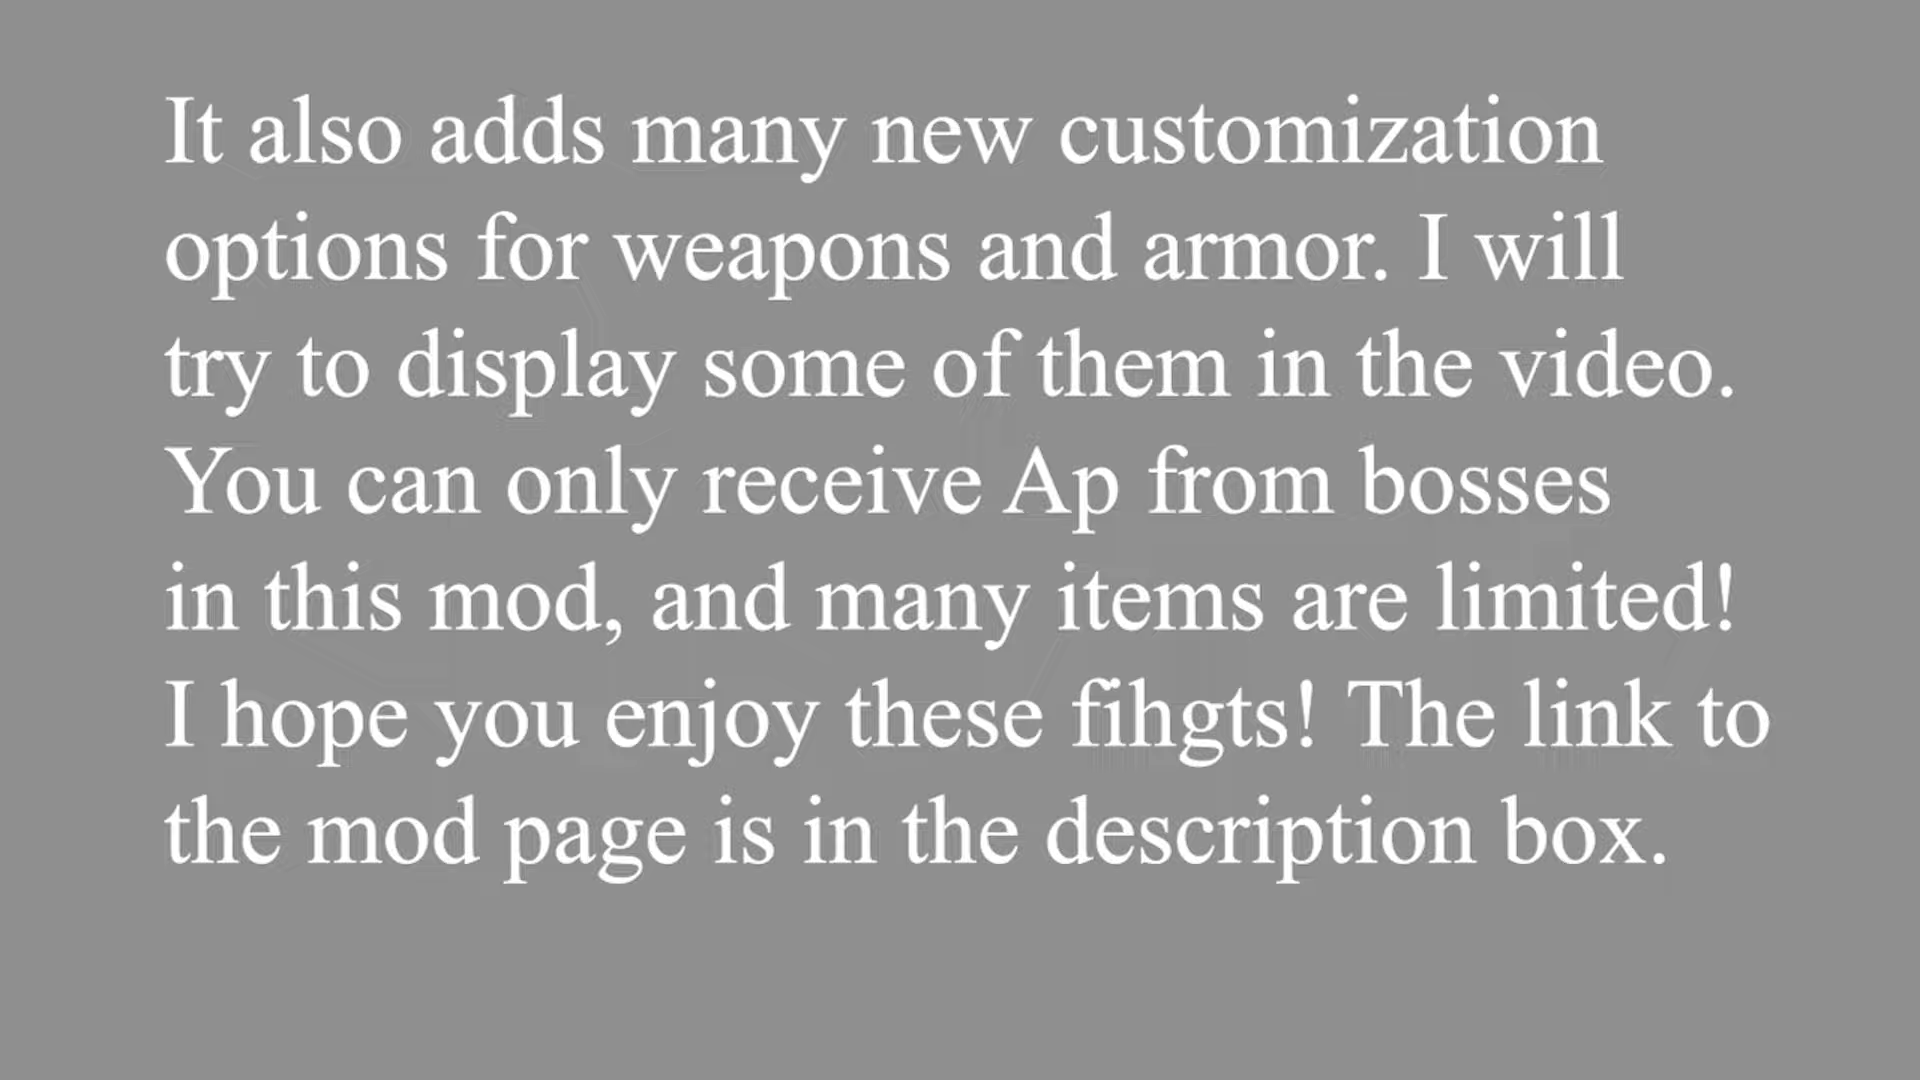 It also adds many new customization
options for weapons and armor. I will
try to display some of them in the video.
You can only receive Ap from bosses
in this mod, and many items are limited!
I hope you enjoy these fihgts! The link to
the mod page is in the description box.